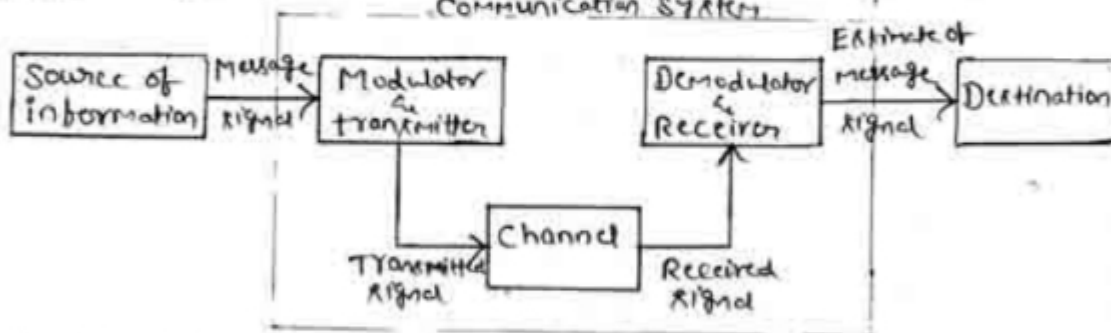 Communication System
Source of
information
Message
signal
Modulator
&
transmitter
Transmitted
signal
Channel
Received
signal
Demodulator
&
Receiver
Estimate of
message
signal
Destination